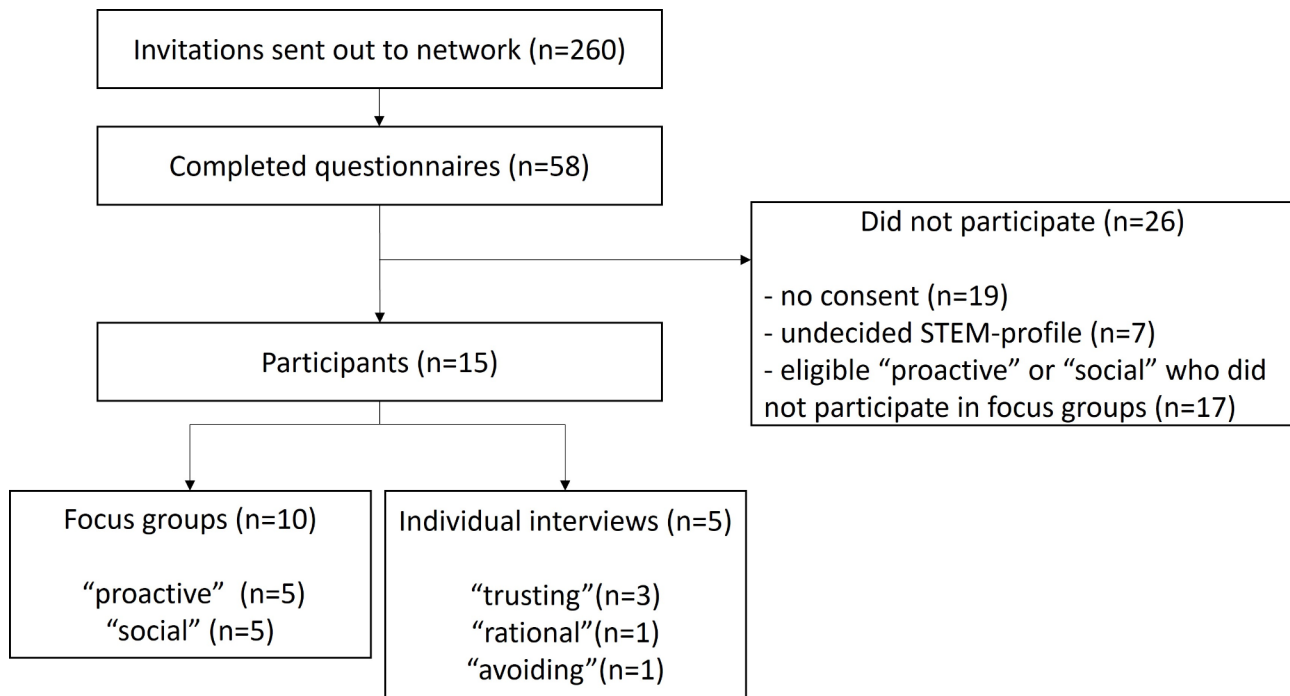 Invitations sent out to network (n=260)
Completed questionnaires (n=58)
Did not participate (n=26)
- no consent (n=19)
- undecided STEM-profile (n=7)
- eligible “proactive” or “social” who did
not participate in focus groups (n=17)
Participants (n=15)
Focus groups (n=10)
“proactive” (n=5)
“social” (n=5)
Individual interviews (n=5)
“trusting”(n=3)
“rational”(n=1)
“avoiding”(n=1)